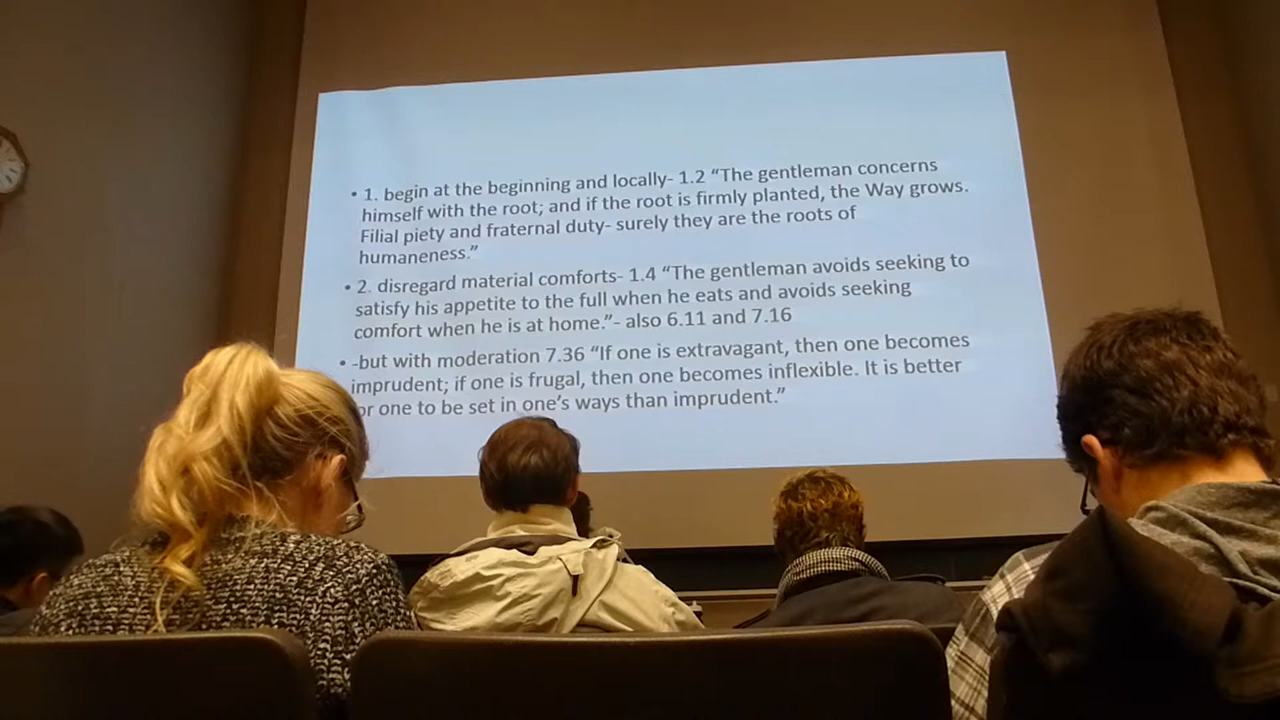 • 1. begin at the beginning and locally- 1.2 “The gentleman concerns
himself with the root; and if the root is firmly planted, the Way grows.
Filial piety and fraternal duty- surely they are the roots of
humaneness.”
• 2. disregard material comforts- 1.4 “The gentleman avoids seeking to
satisfy his appetite to the full when he eats and avoids seeking
comfort when he is at home.”- also 6.11 and 7.16
• -but with moderation 7.36 “If one is extravagant, then one becomes
imprudent; if one is frugal, then one becomes inflexible. It is better
or one to be set in one’s ways than imprudent.”